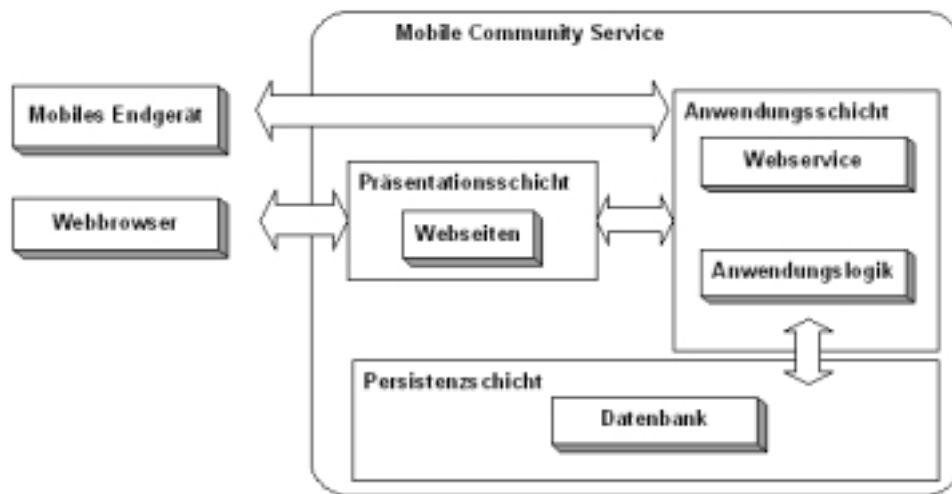 Mobile Community Service
Mobiles Endgerät
Anwendungsschicht
Webservice
Präsentationsschicht
Webbrowser
Webseiten
Anwendungslogik
Persistenzschicht
Datenbank